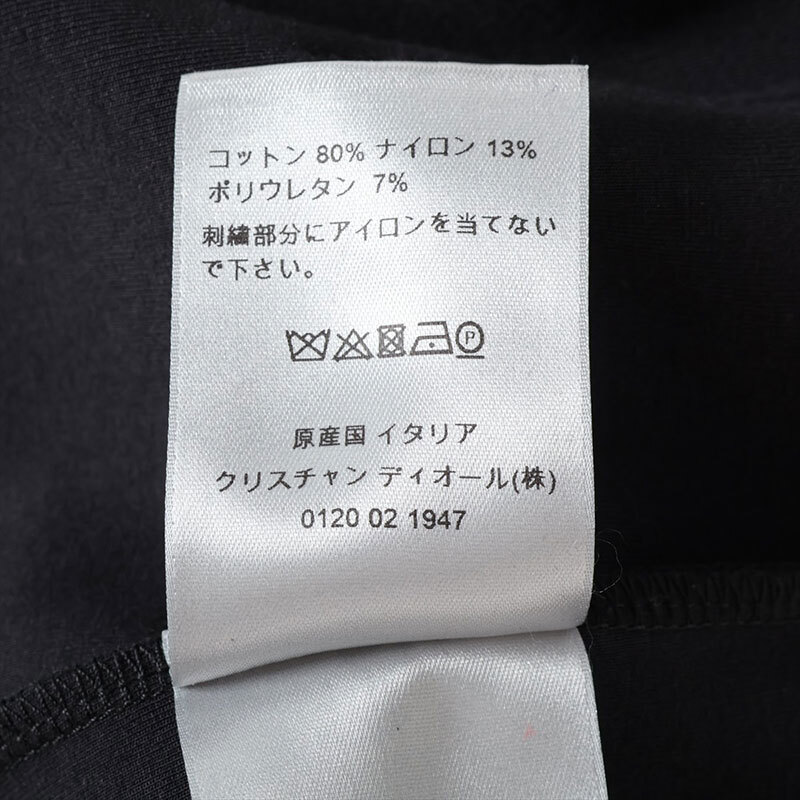 コットン 80% ナイロン 13%
ポリウレタン 7%
刺繍部分にアイロンを当てない
で下さい。
P
原産国 イタリア
クリスチャン ディオール(株)
0120 02 1947